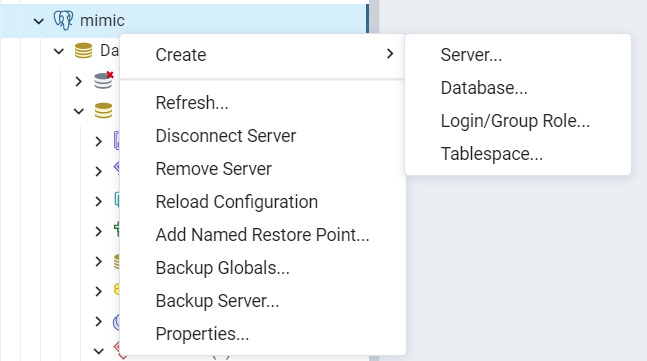 mimic
Da
Create
Server...
Database...
Login/Group Role...
Tablespace...
Refresh...
Disconnect Server
Remove Server
Reload Configuration
Add Named Restore Point...
Backup Globals...
Backup Server...
Properties...